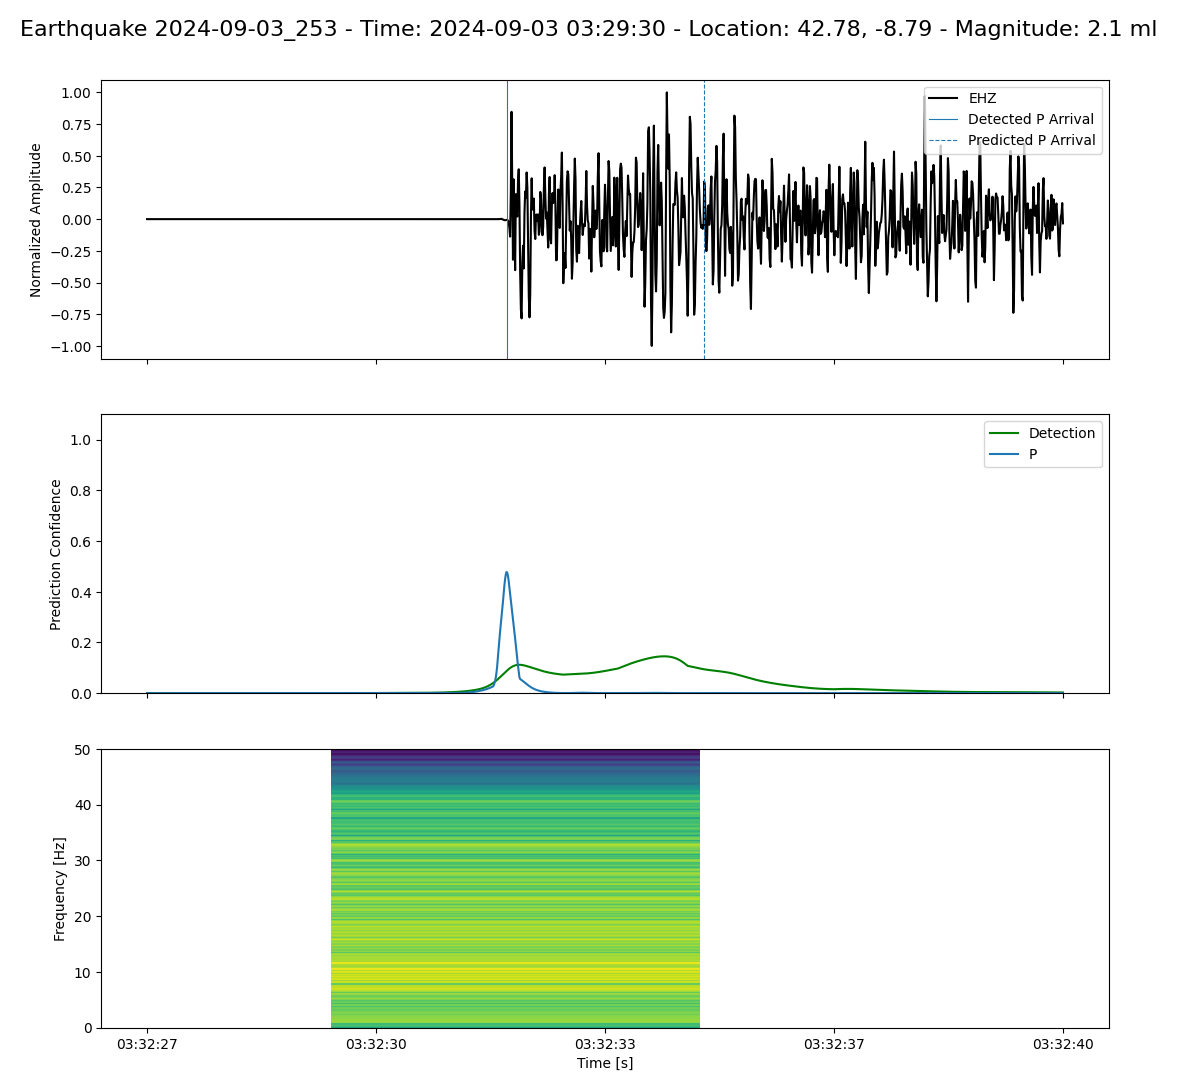 Earthquake 2024-09-03_253 - Time: 2024-09-03 03:29:30 - Location: 42.78, -8.79 - Magnitude: 2.1 ml
1.00
0.75
0.50
0.25
0.00
−0.25
−0.50
−0.75
−1.00
Normalized Amplitude
EHZ
Detected P Arrival
Predicted P Arrival
1.0
0.8
0.6
0.4
0.2
0.0
Prediction Confidence
Detection
P
50
40
30
20
10
0
Frequency [Hz]
03:32:27 03:32:30 03:32:33 03:32:37 03:32:40
Time [s]